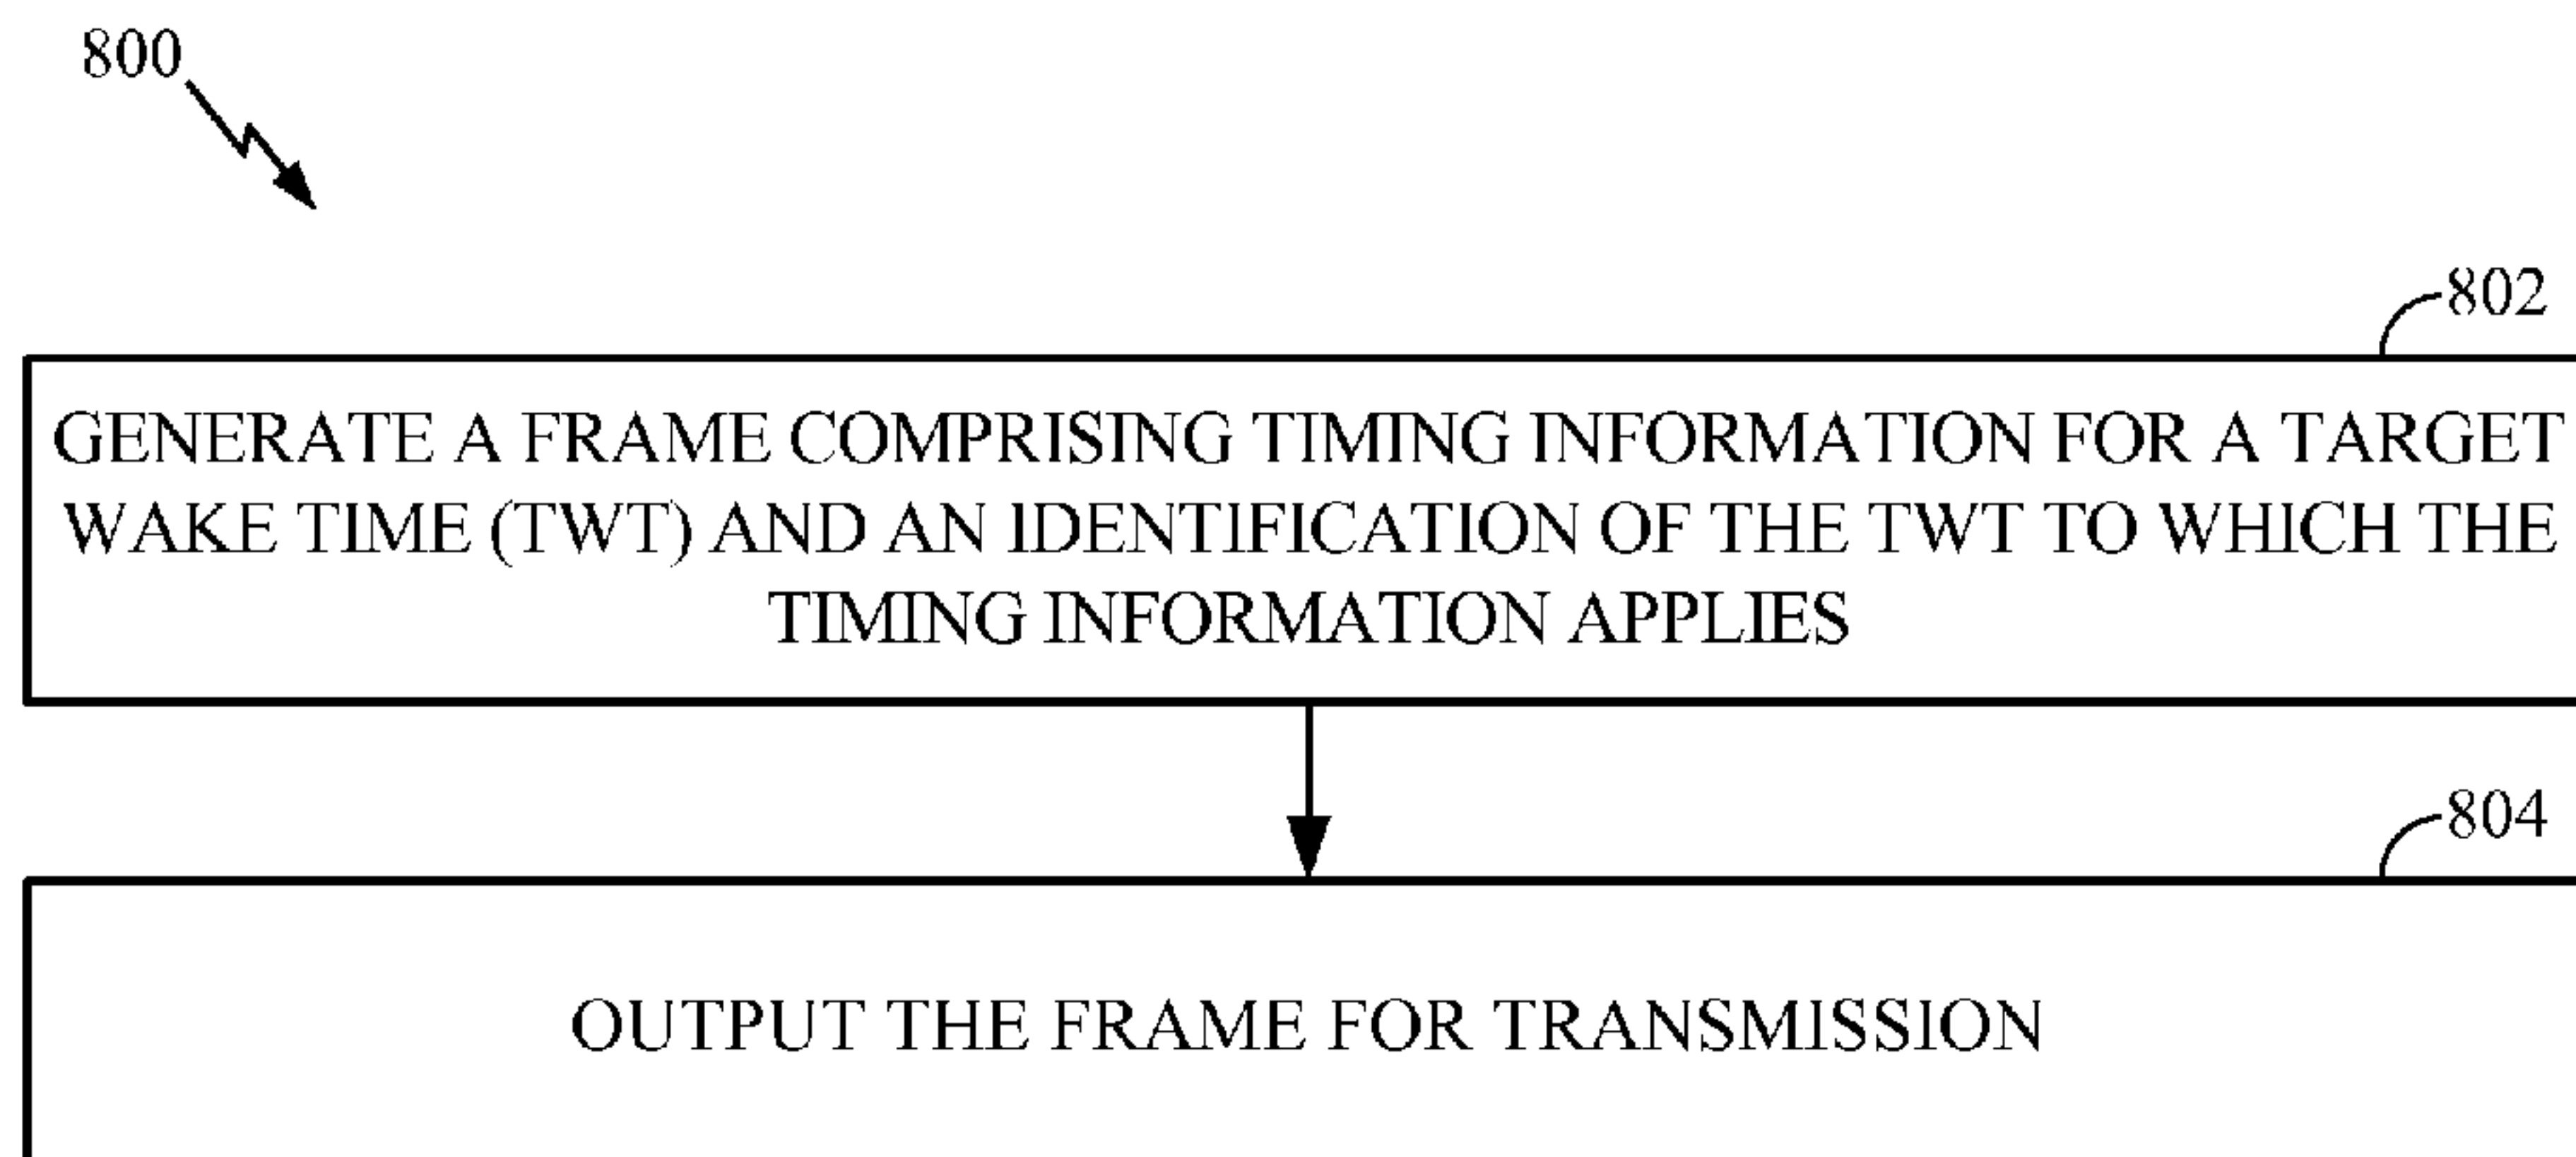 800
802
GENERATE A FRAME COMPRISING TIMING INFORMATION FOR A TARGET
WAKE TIME (TWT) AND AN IDENTIFICATION OF THE TWT TO WHICH THE
TIMING INFORMATION APPLIES
804
OUTPUT THE FRAME FOR TRANSMISSION